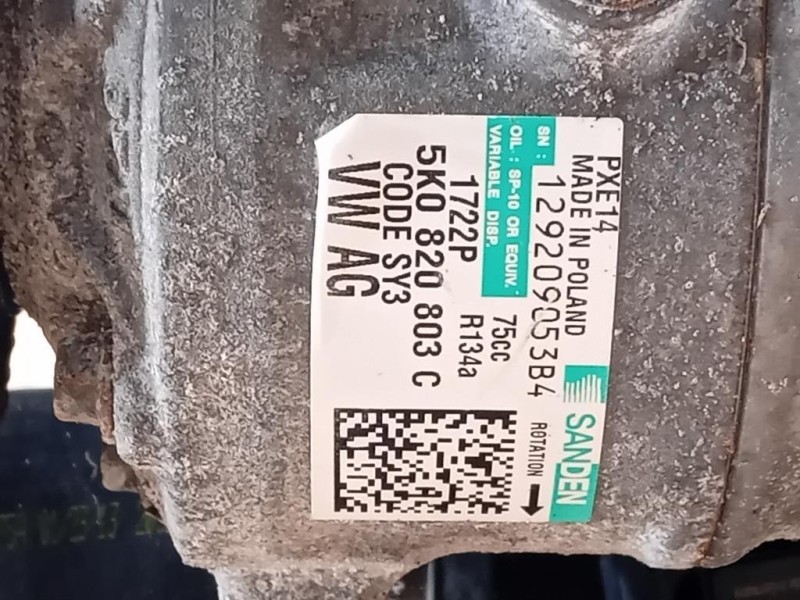 PXE14
SANDEN
MADE IN POLAND
SN : 129209053B4
ROTATION
OIL : SP-10 OR EQUIV. 75cc
VARIABLE DISP. R134a
1722P
5K0 820 803 C
CODE SY3
VW AG